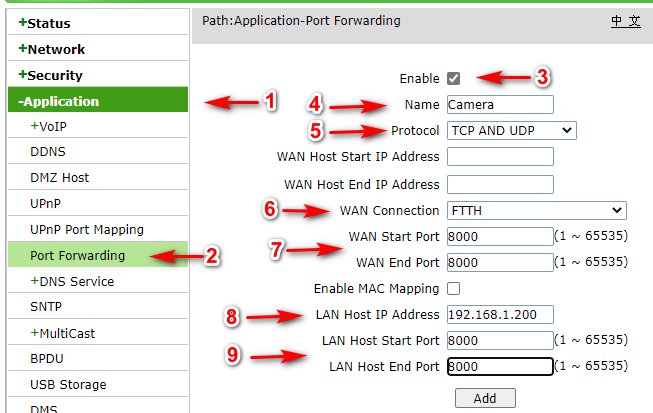 Path:Application-Port Forwarding
中 文
+Status
+Network
+Security
-Application
+VoIP
DDNS
DMZ Host
UPnP
UPnP Port Mapping
Port Forwarding
+DNS Service
SNTP
+MultiCast
BPDU
USB Storage
DMS
1
2
Enable
3
4
Name Camera
5
Protocol TCP AND UDP
WAN Host Start IP Address
WAN Host End IP Address
6
WAN Connection FTTH
7
WAN Start Port 8000 (1 ~ 65535)
WAN End Port 8000 (1 ~ 65535)
Enable MAC Mapping
8
LAN Host IP Address 192.168.1.200
9
LAN Host Start Port 8000 (1 ~ 65535)
LAN Host End Port 8000 (1 ~ 65535)
Add